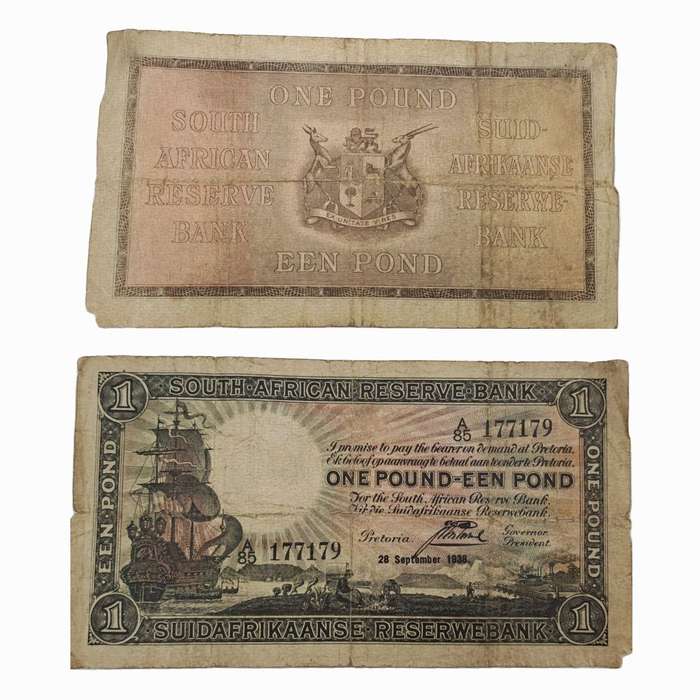 ONE POUND
SOUTH
AFRICAN
RESERVE
BANK
SUID-
AFRIKAANSE
RESERWE-
BANK
EX UNITATE VIRES
EEN POND
1
SOUTH·AFRICAN·RESERVE·BANK
1
A/85 177179
I promise to pay the bearer on demand at Pretoria.
Ek beloof op aanvraag te betaal aan toonder te Pretoria.
ONE POUND-EEN POND
For the South African Reserve Bank.
Vir die Suidafrikaanse Reserwebank.
Pretoria.
Governor
President.
28 September 1938
A/85 177179
EEN·POND
ONE·POUND
1
SUIDAFRIKAANSE RESERWEBANK
1